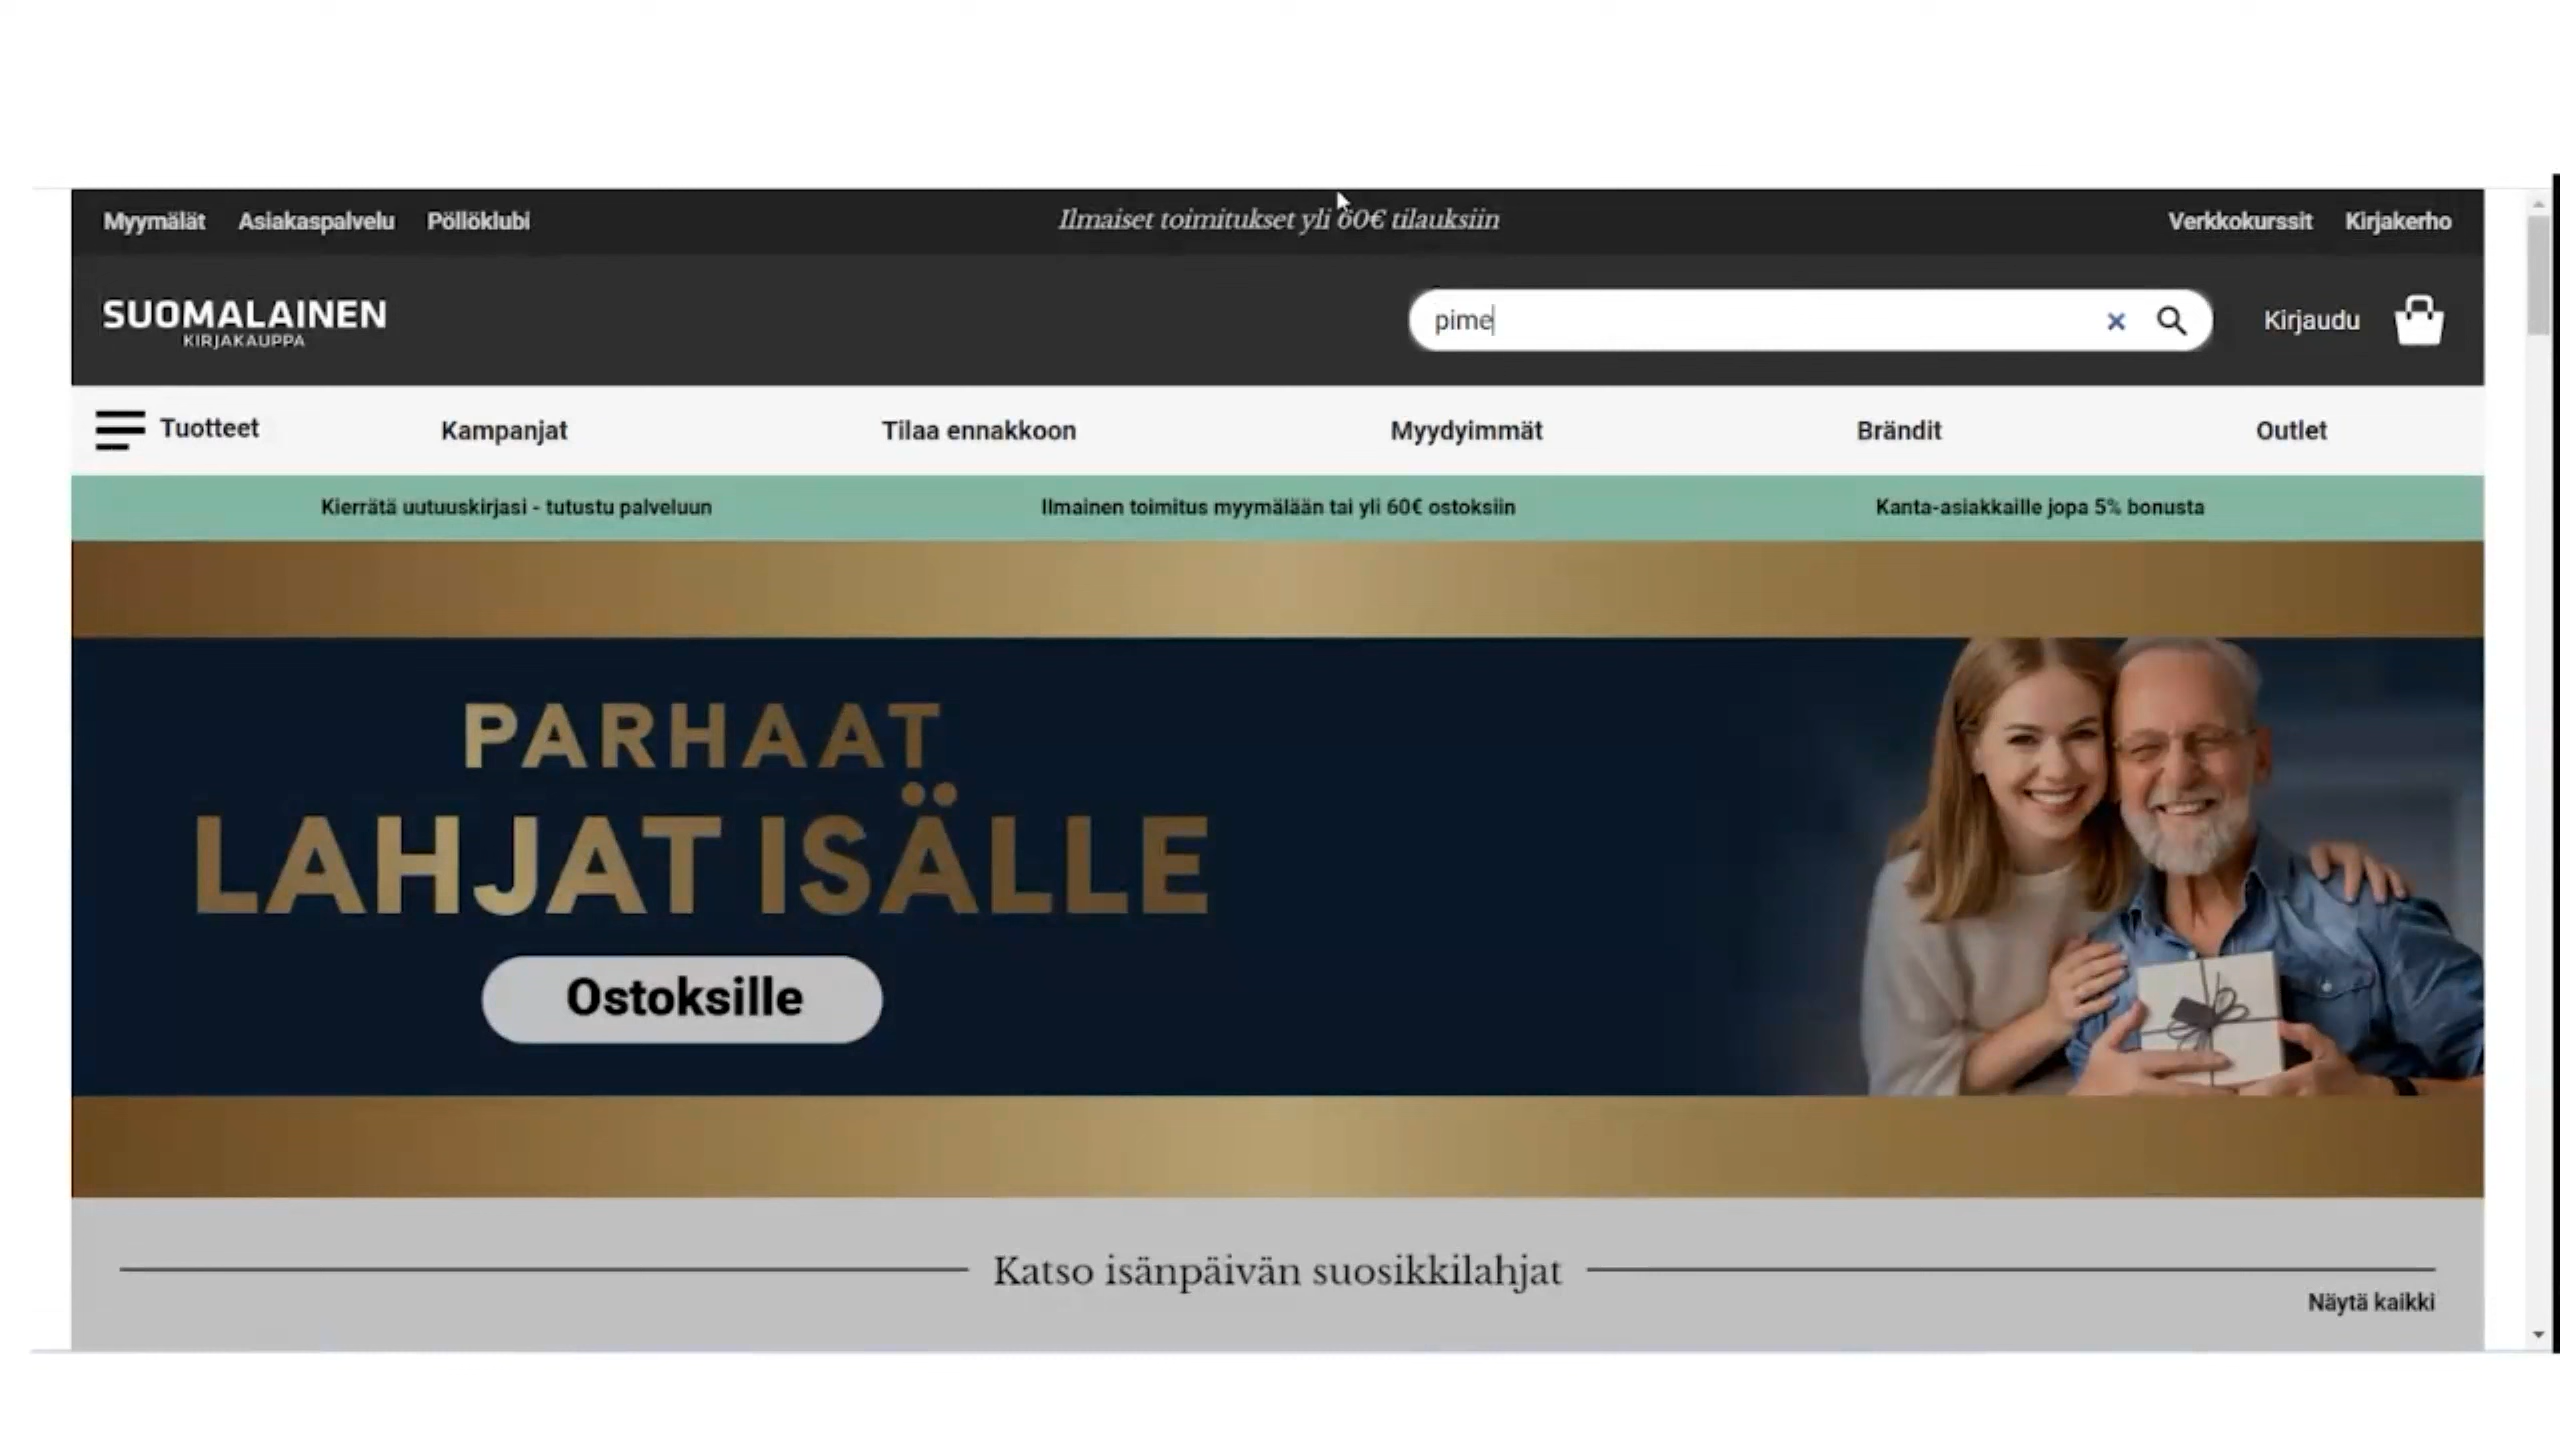 Myymälät Asiakaspalvelu Pöllöklubi Ilmaiset toimitukset yli 60€ tilauksiin Verkkokurssit Kirjakerho
SUOMALAINEN
KIRJAKAUPPA
pime
Kirjaudu
Tuotteet Kampanjat Tilaa ennakkoon Myydyimmät Brändit Outlet
Kierrätä uutuuskirjasi - tutustu palveluun Ilmainen toimitus myymälään tai yli 60€ ostoksiin Kanta-asiakkaille jopa 5% bonusta
PARHAAT
LAHJAT ISÄLLE
Ostoksille
Katso isänpäivän suosikkilahjat
Näytä kaikki